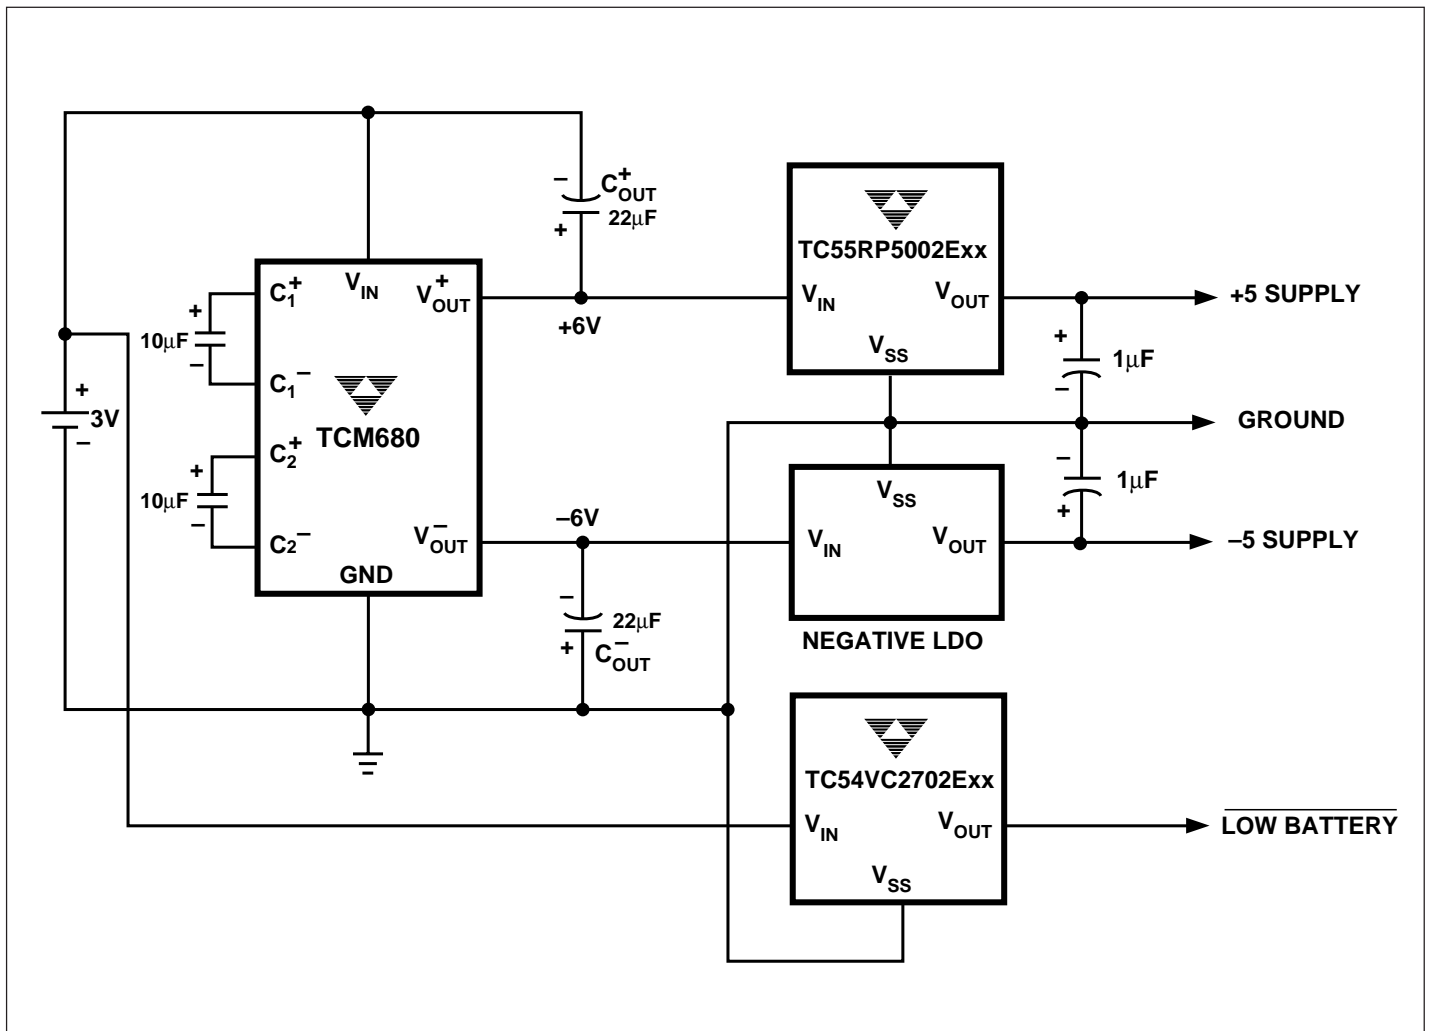 C+OUT
22µF
+
–
TC55RP5002Exx
VIN
VOUT
VSS
+5 SUPPLY
+
1µF
–
C1+
VIN
V+OUT
+6V
+
10µF
–
C1–
TCM680
+
3V
–
C2+
+
10µF
–
C2–
V–OUT
GND
–6V
–
22µF
+
C–OUT
GROUND
–
1µF
+
VSS
VIN
VOUT
–5 SUPPLY
NEGATIVE LDO
TC54VC2702Exx
VIN
VOUT
VSS
LOW BATTERY